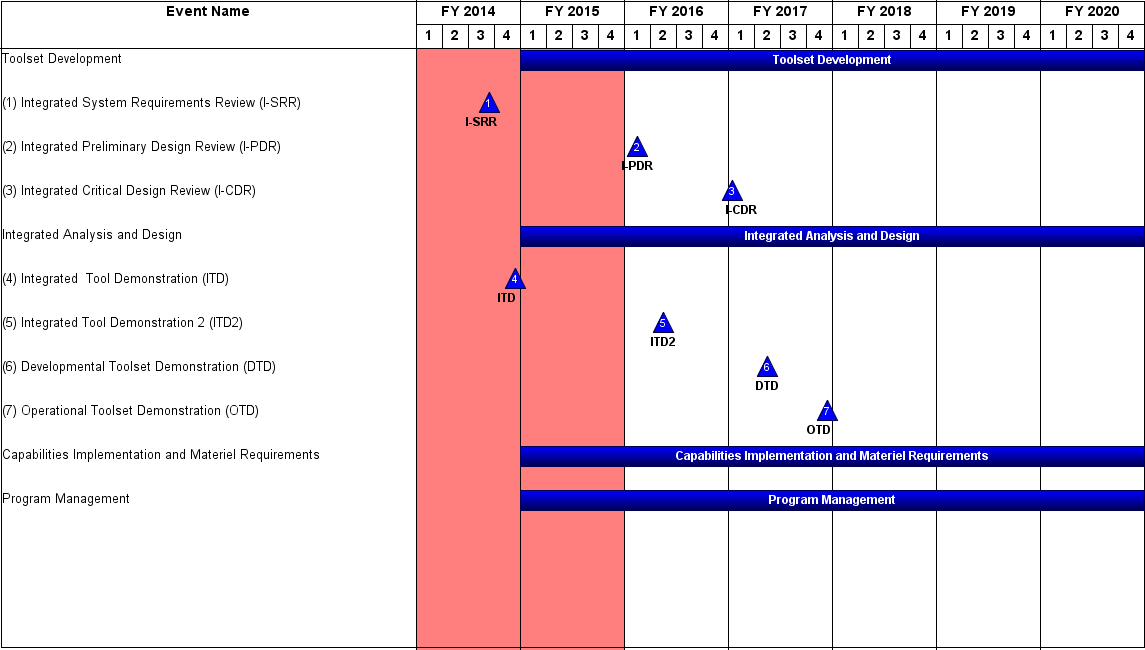 Event Name FY 2014 FY 2015 FY 2016 FY 2017 FY 2018 FY 2019 FY 2020
1 2 3 4 1 2 3 4 1 2 3 4 1 2 3 4 1 2 3 4 1 2 3 4 1 2 3 4
Toolset Development Toolset Development
(1) Integrated System Requirements Review (I-SRR) 1
I-SRR
(2) Integrated Preliminary Design Review (I-PDR) 2
I-PDR
(3) Integrated Critical Design Review (I-CDR) 3
I-CDR
Integrated Analysis and Design Integrated Analysis and Design
(4) Integrated Tool Demonstration (ITD) 4
ITD
(5) Integrated Tool Demonstration 2 (ITD2) 5
ITD2
(6) Developmental Toolset Demonstration (DTD) 6
DTD
(7) Operational Toolset Demonstration (OTD) 7
OTD
Capabilities Implementation and Materiel Requirements Capabilities Implementation and Materiel Requirements
Program Management Program Management